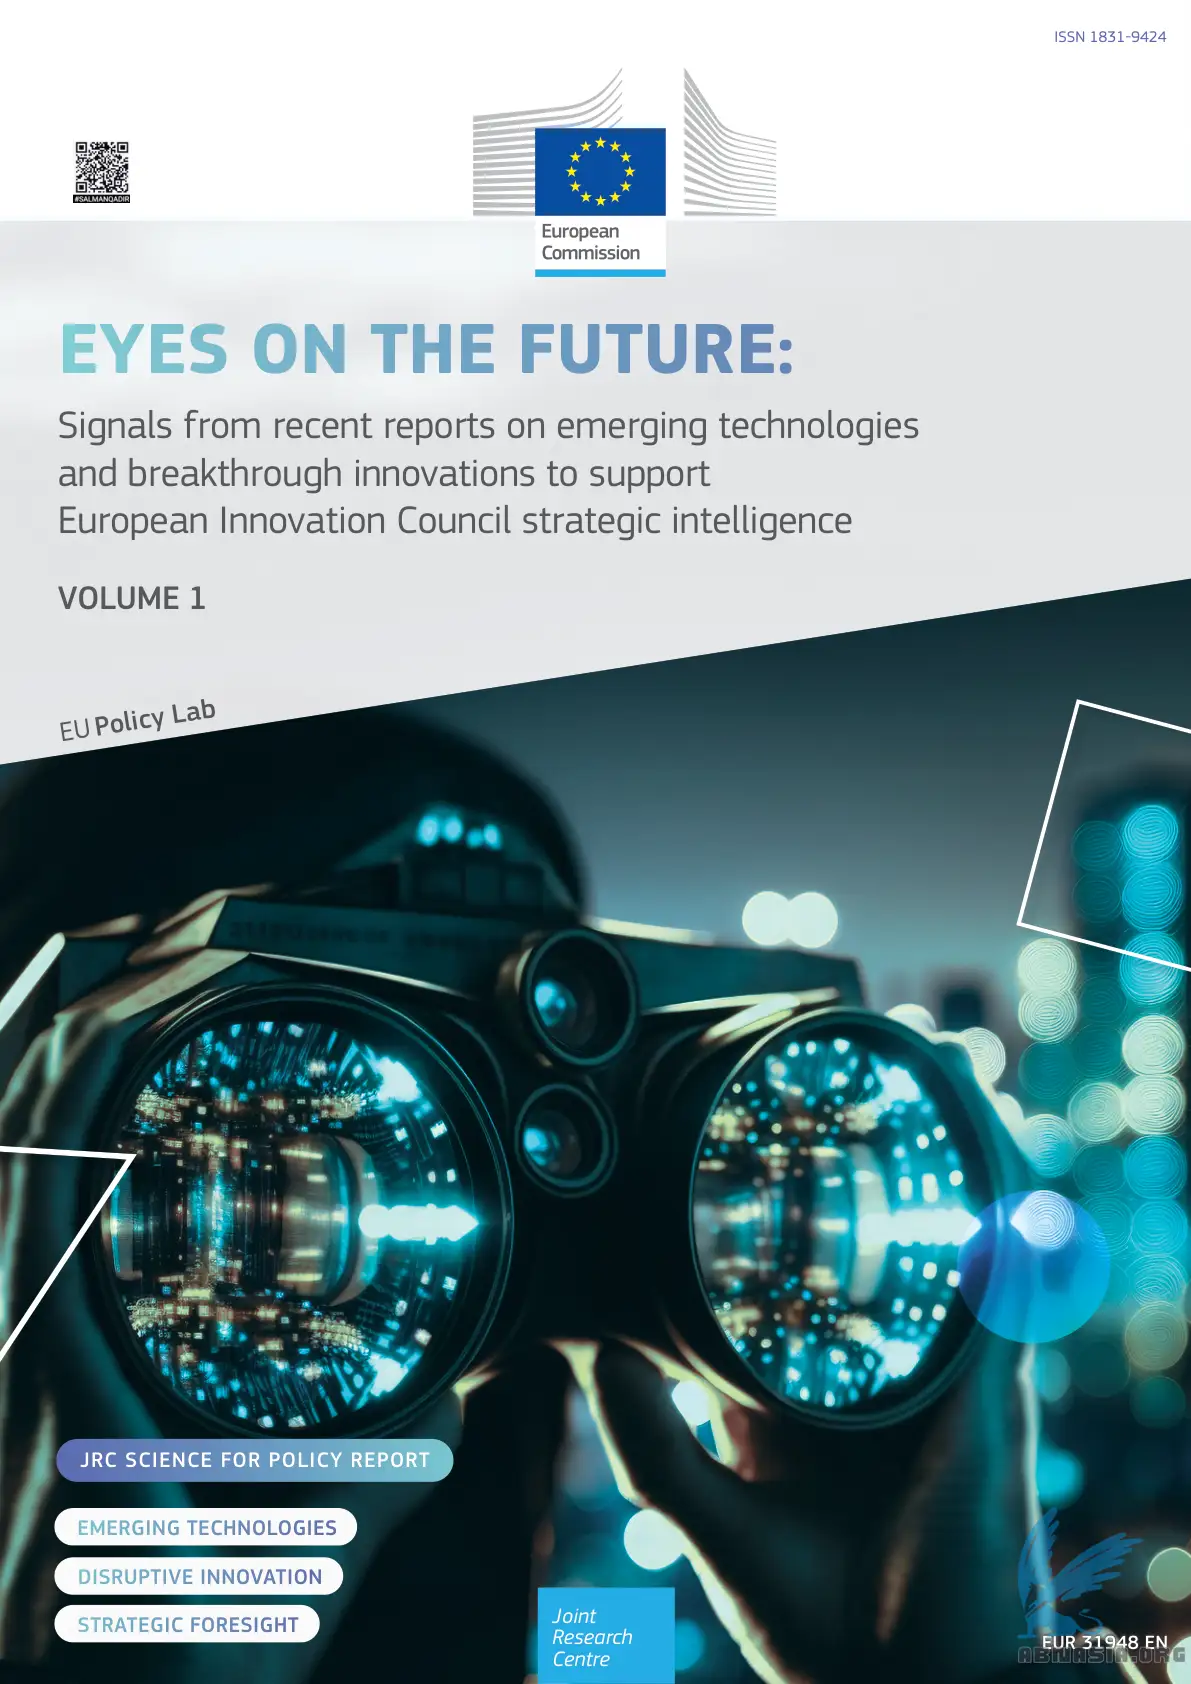 ISSN 1831-9424
#SALMANQADIR
European
Commission
EYES ON THE FUTURE:
Signals from recent reports on emerging technologies
and breakthrough innovations to support
European Innovation Council strategic intelligence
VOLUME 1
EU Policy Lab
JRC SCIENCE FOR POLICY REPORT
EMERGING TECHNOLOGIES
DISRUPTIVE INNOVATION
STRATEGIC FORESIGHT
Joint
Research
Centre
EUR 31948 EN
ABNASIA.ORG